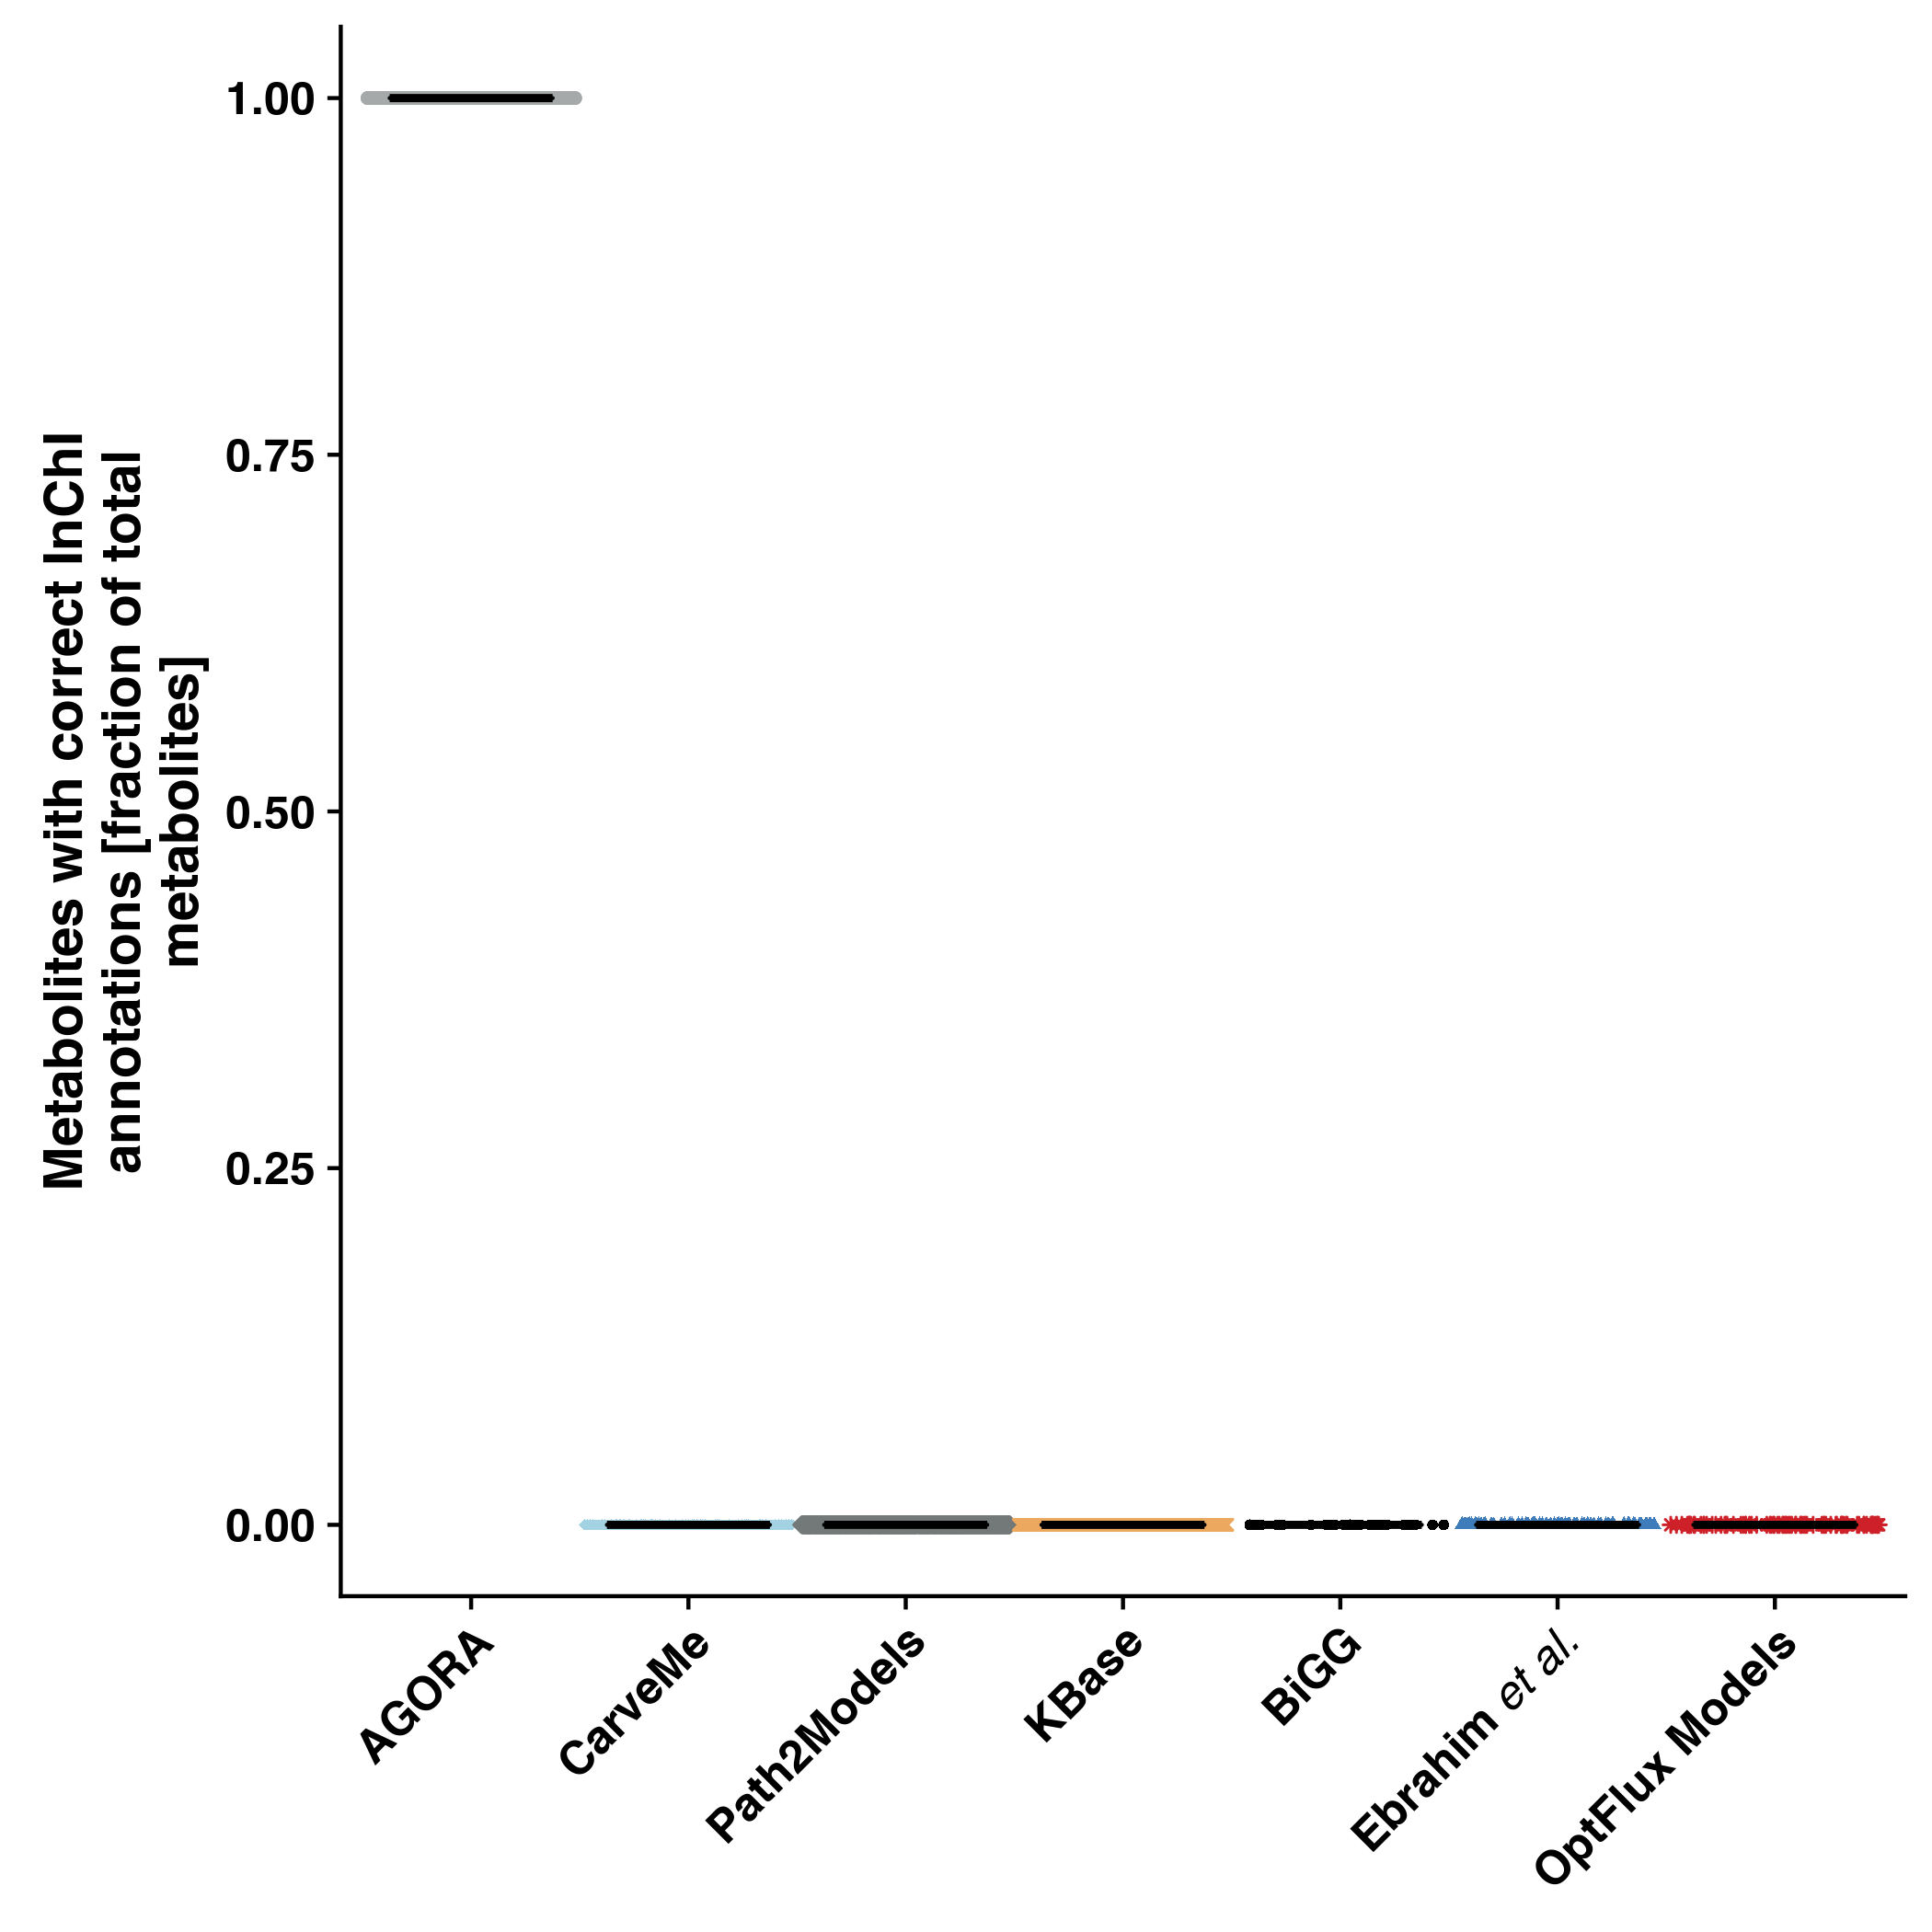 Metabolites with correct InChI
annotations [fraction of total
metabolites]
1.00
0.75
0.50
0.25
0.00
AGORA
CarveMe
Path2Models
KBase
BiGG
Ebrahim et al.
OptFlux Models